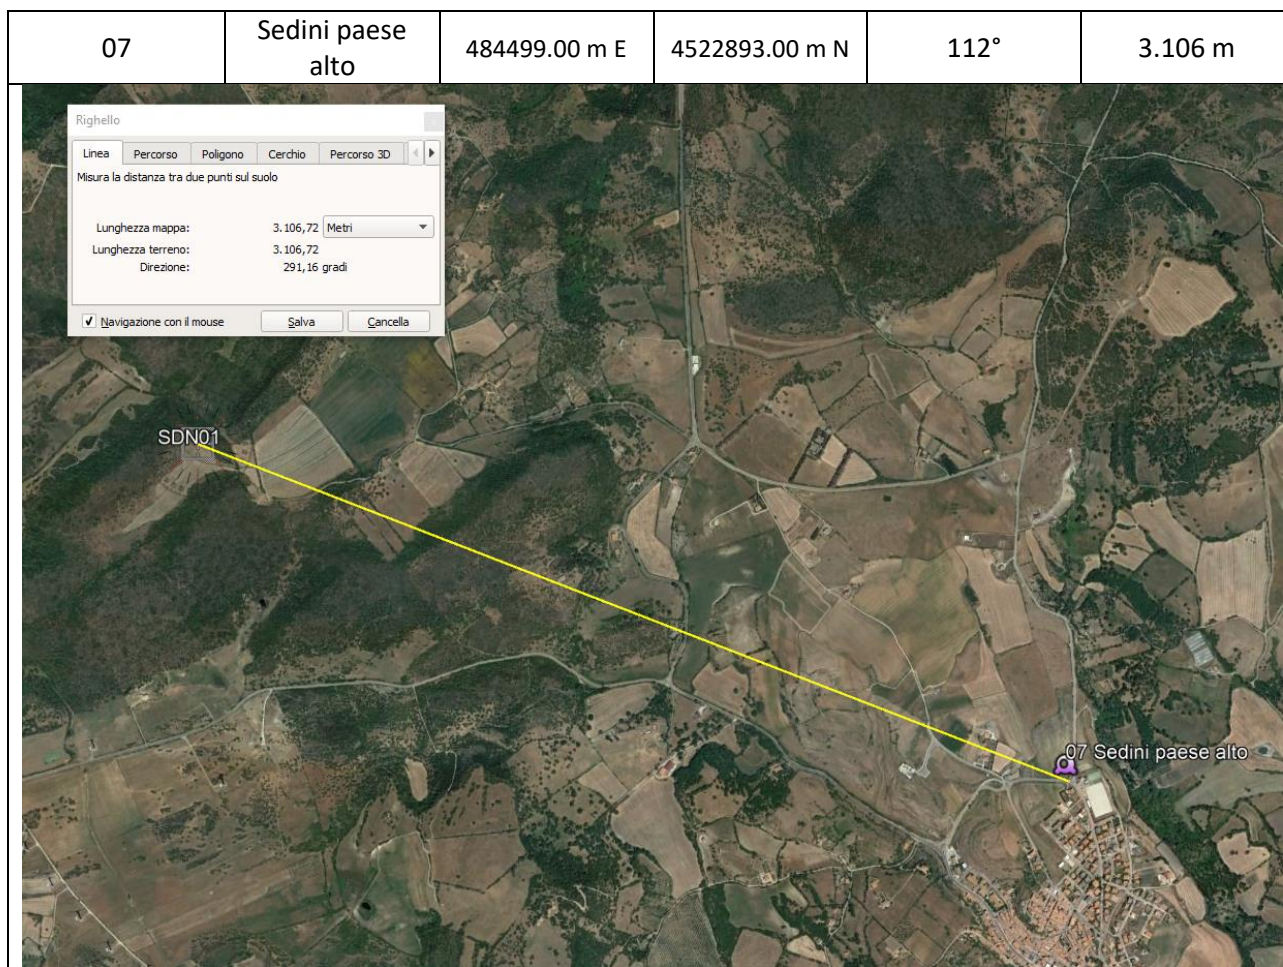 07 Sedini paese alto 484499.00 m E 4522893.00 m N 112° 3.106 m
Righello
Linea Percorso Poligono Cerchio Percorso 3D
Misura la distanza tra due punti sul suolo
Lunghezza mappa: 3.106,72 Metri
Lunghezza terreno: 3.106,72
Direzione: 291,16 gradi
Navigazione con il mouse Salva Cancella
SDN01
07 Sedini paese alto